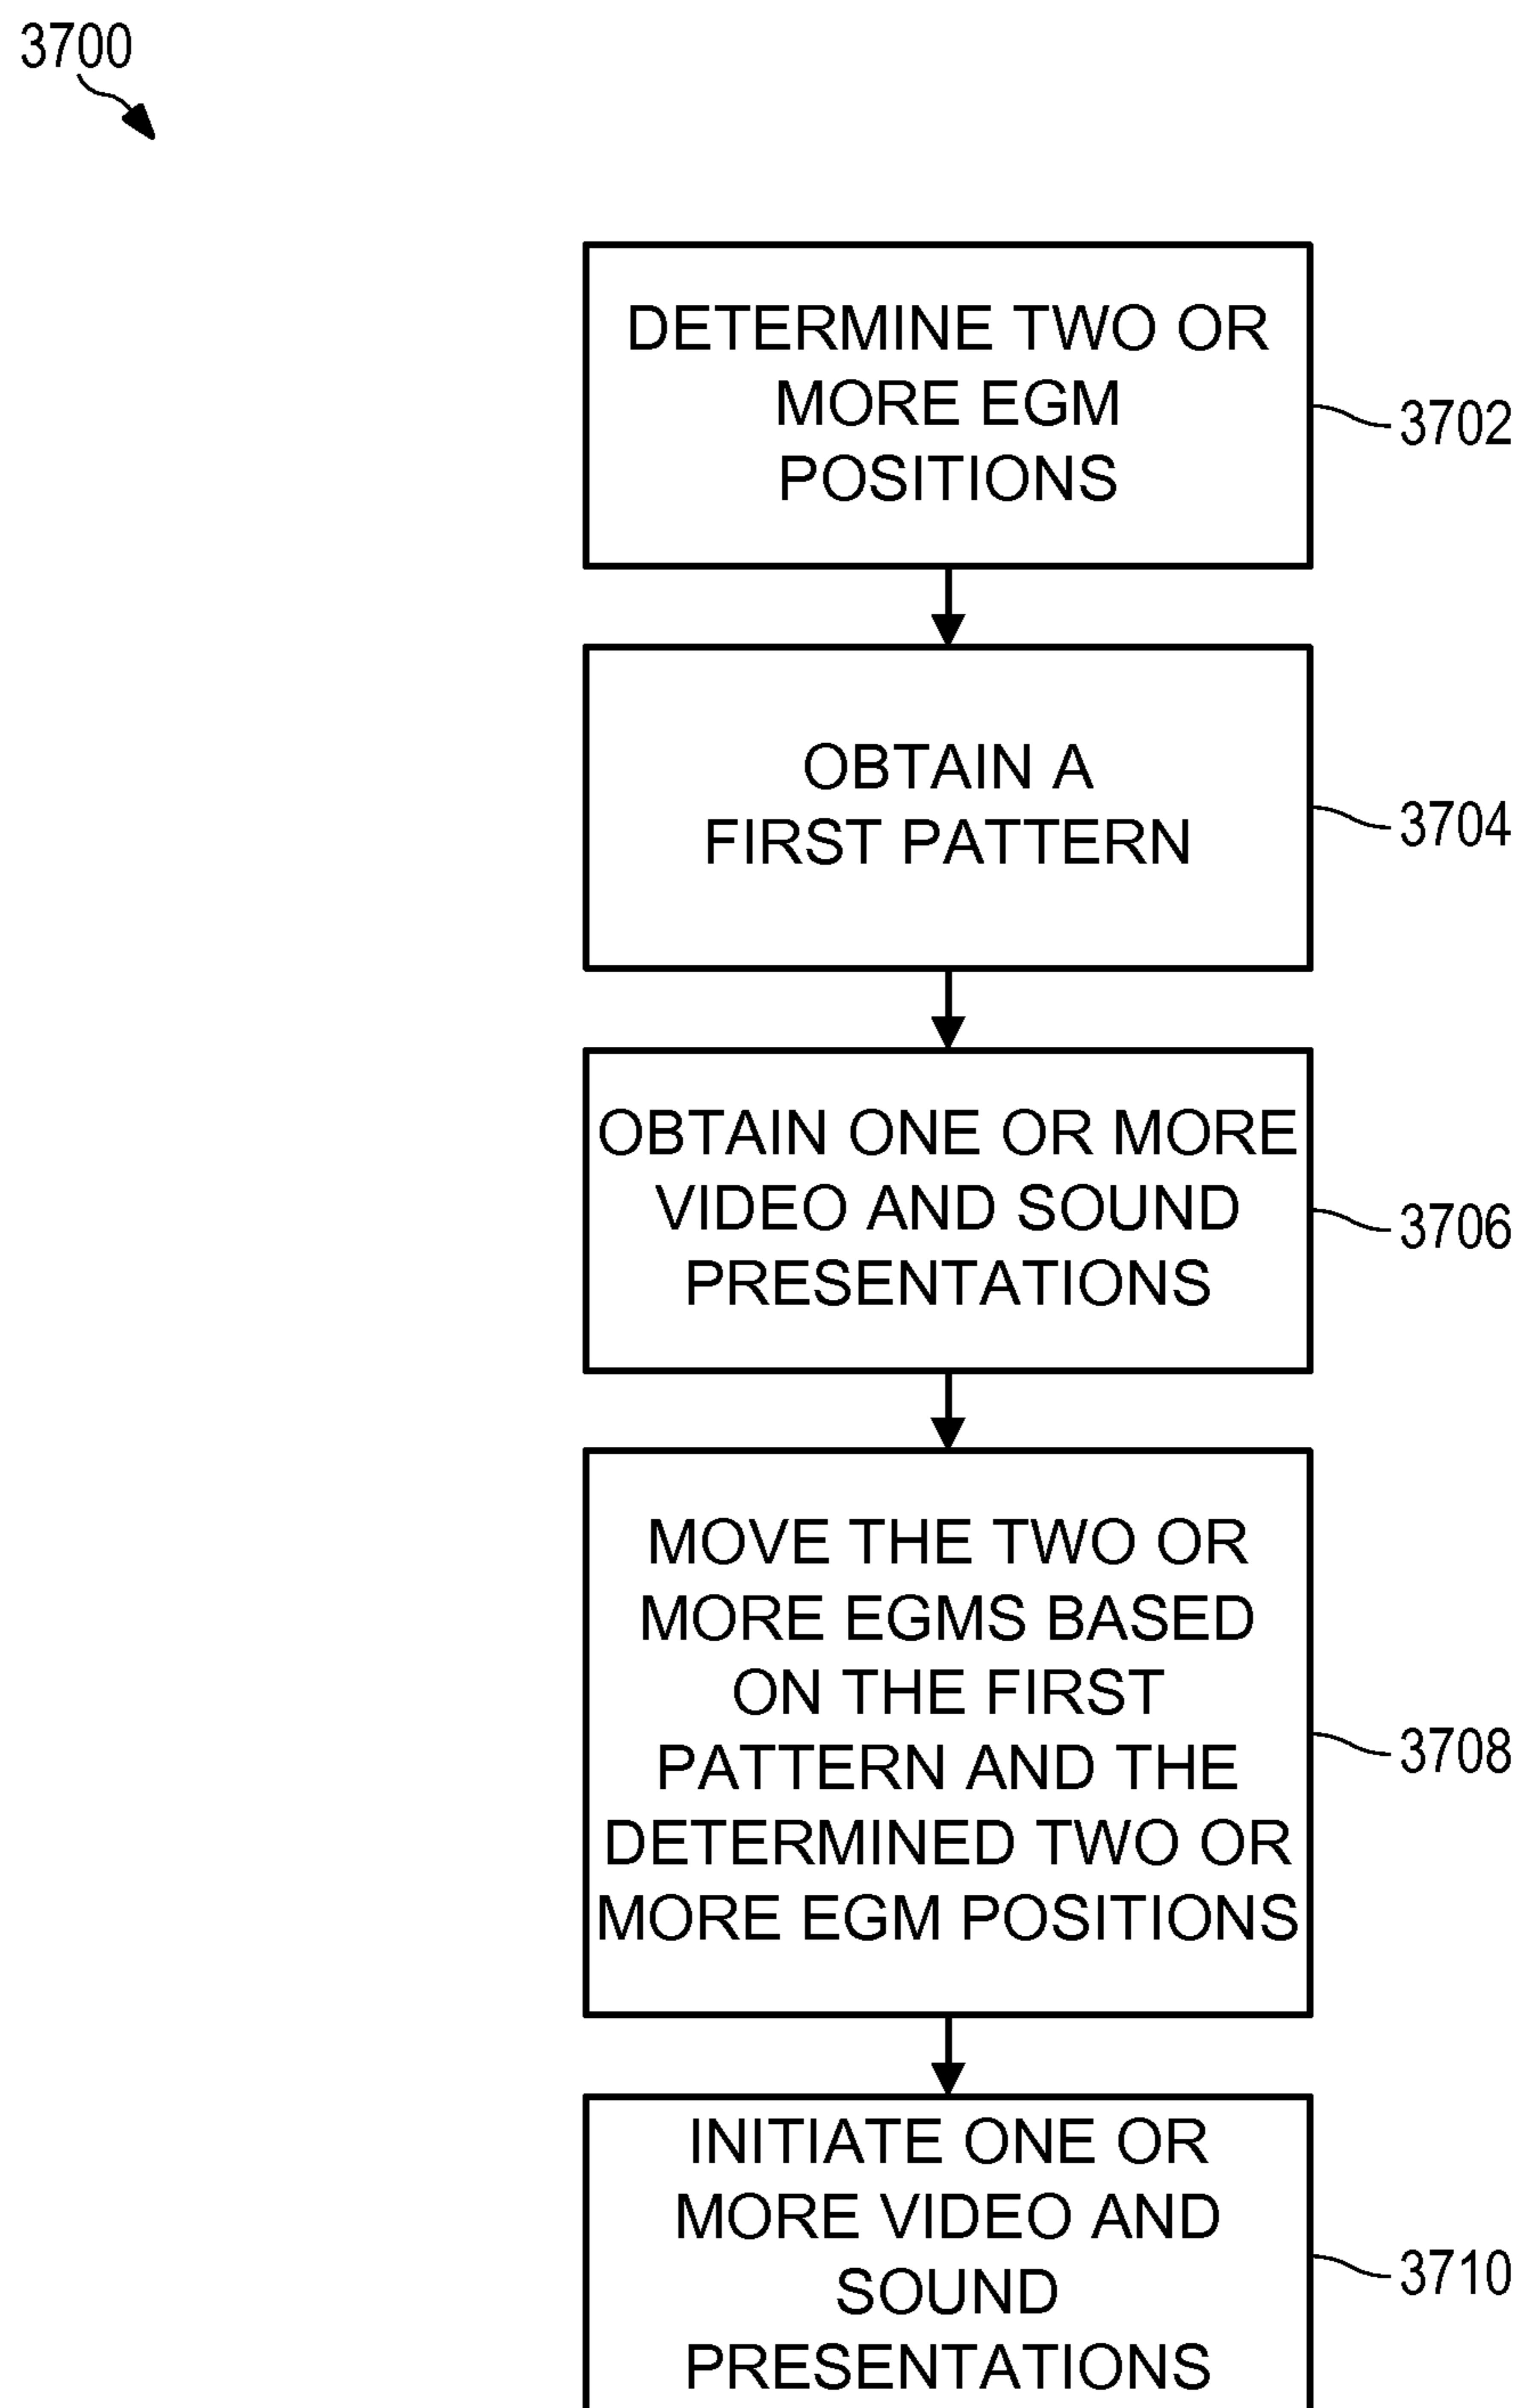 3700
DETERMINE TWO OR
MORE EGM
POSITIONS
3702
OBTAIN A
FIRST PATTERN
3704
OBTAIN ONE OR MORE
VIDEO AND SOUND
PRESENTATIONS
3706
MOVE THE TWO OR
MORE EGMS BASED
ON THE FIRST
PATTERN AND THE
DETERMINED TWO OR
MORE EGM POSITIONS
3708
INITIATE ONE OR
MORE VIDEO AND
SOUND
PRESENTATIONS
3710